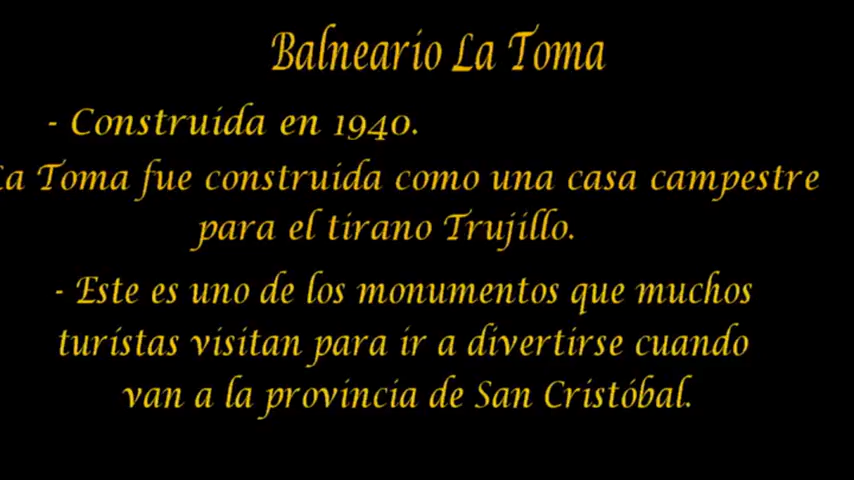 Balneario La Toma
- Construida en 1940.
La Toma fue construida como una casa campestre
para el tirano Trujillo.
- Este es uno de los monumentos que muchos
turistas visitan para ir a divertirse cuando
van a la provincia de San Cristóbal.